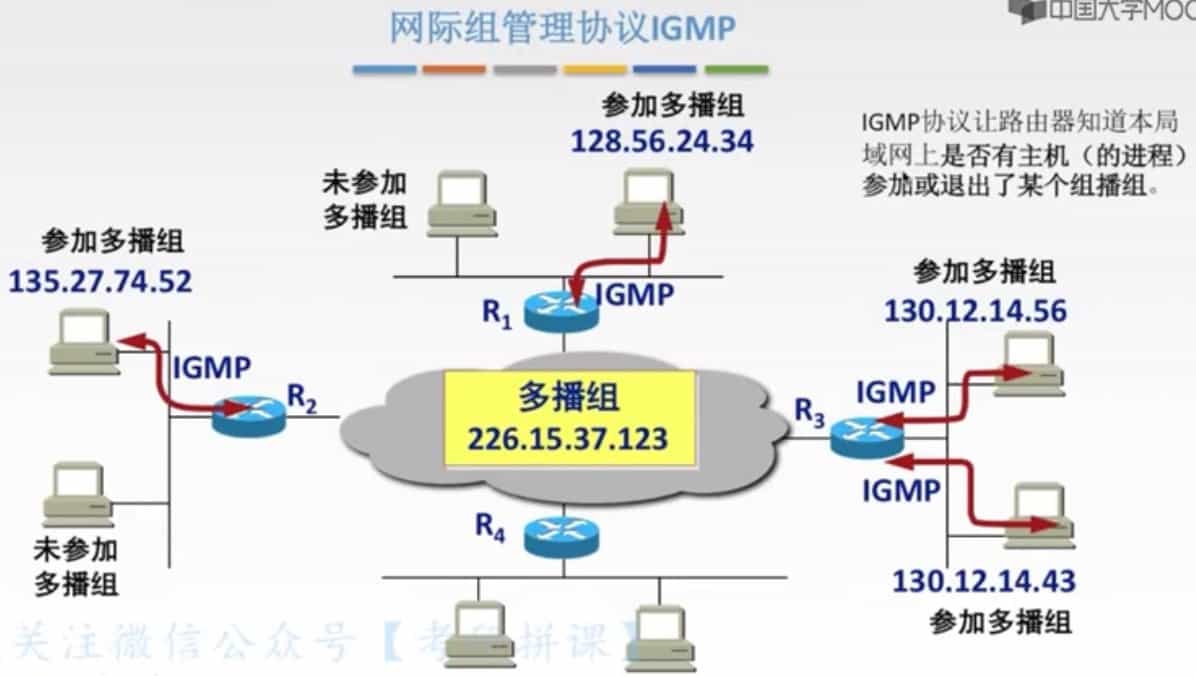 网际组管理协议IGMP
中国大学MOO
参加多播组
128.56.24.34
IGMP协议让路由器知道本局
域网上是否有主机（的进程）
参加或退出了某个组播组。
未参加
多播组
参加多播组
135.27.74.52
参加多播组
130.12.14.56
R1
IGMP
IGMP
R2
多播组
226.15.37.123
R3
IGMP
IGMP
R4
未参加
多播组
130.12.14.43
参加多播组
关注微信公众号【考研拼课】